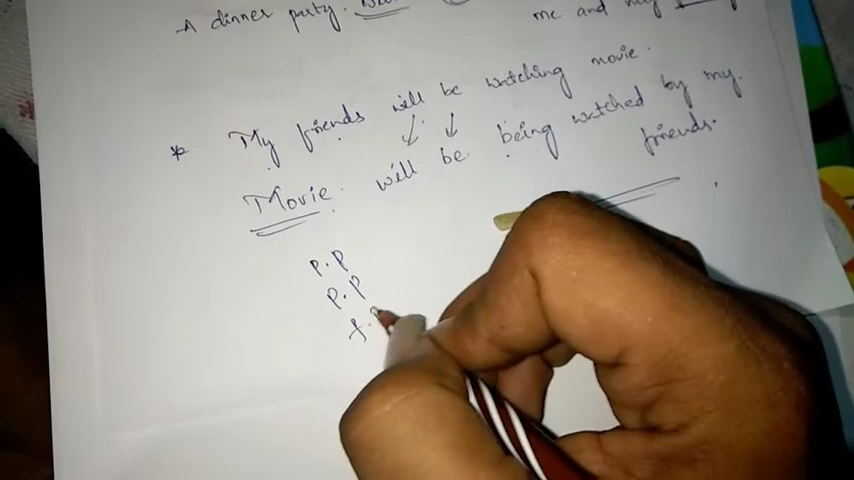 A dinner party.
me and my
* My friends will be watching movie.
Movie will be being watched by my friends.
P.P
P.P
f.